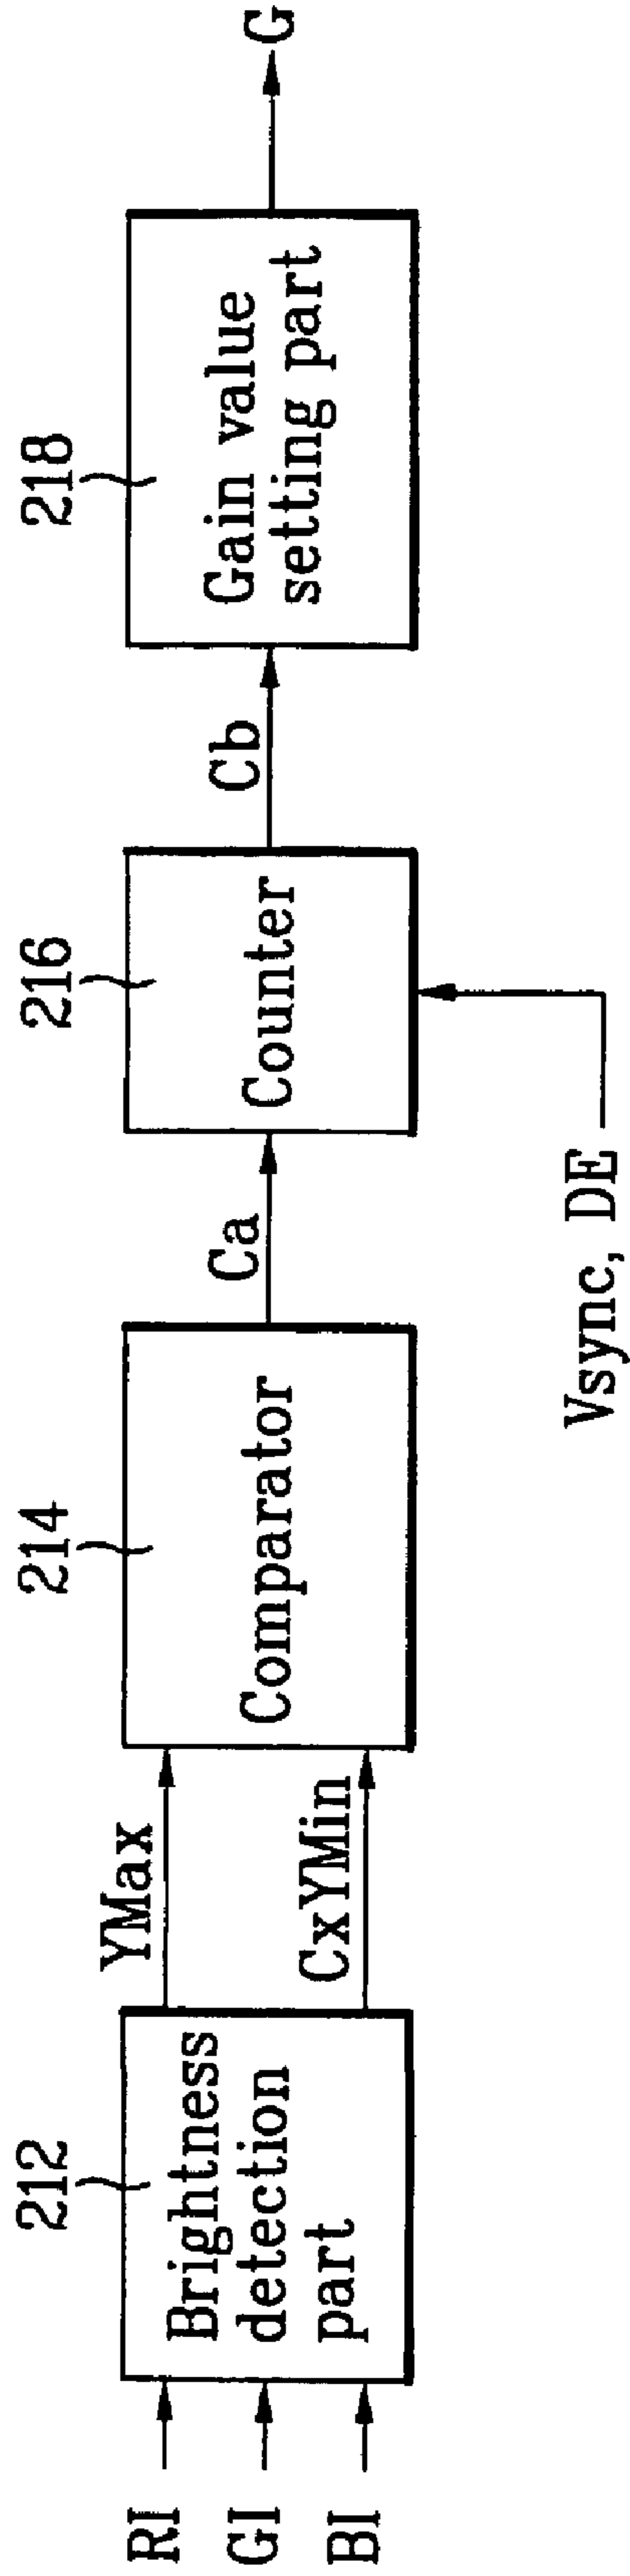 RI
GI
BI
212
Brightness
detection
part
YMax
CxYMin
214
Comparator
Ca
216
Counter
Vsync, DE
Cb
218
Gain value
setting part
G